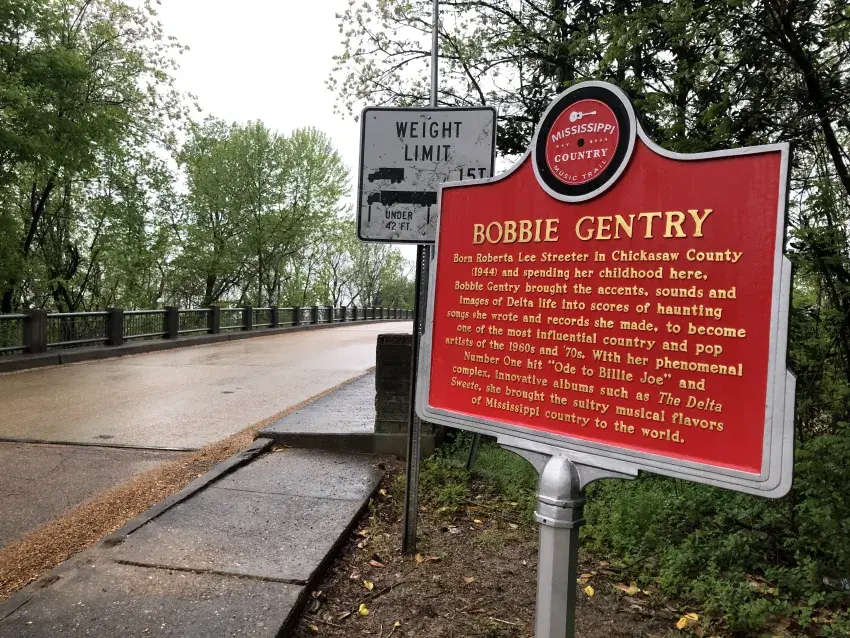 WEIGHT
LIMIT
15T
UNDER
42 FT.
MISSISSIPPI
COUNTRY
MUSIC TRAIL
BOBBIE GENTRY
Born Roberta Lee Streeter in Chickasaw County
(1944) and spending her childhood here,
Bobbie Gentry brought the accents, sounds and
images of Delta life into scores of haunting
songs she wrote and records she made, to become
one of the most influential country and pop
artists of the 1960s and '70s. With her phenomenal
Number One hit "Ode to Billie Joe" and
complex, innovative albums such as The Delta
Sweete, she brought the sultry musical flavors
of Mississippi country to the world.